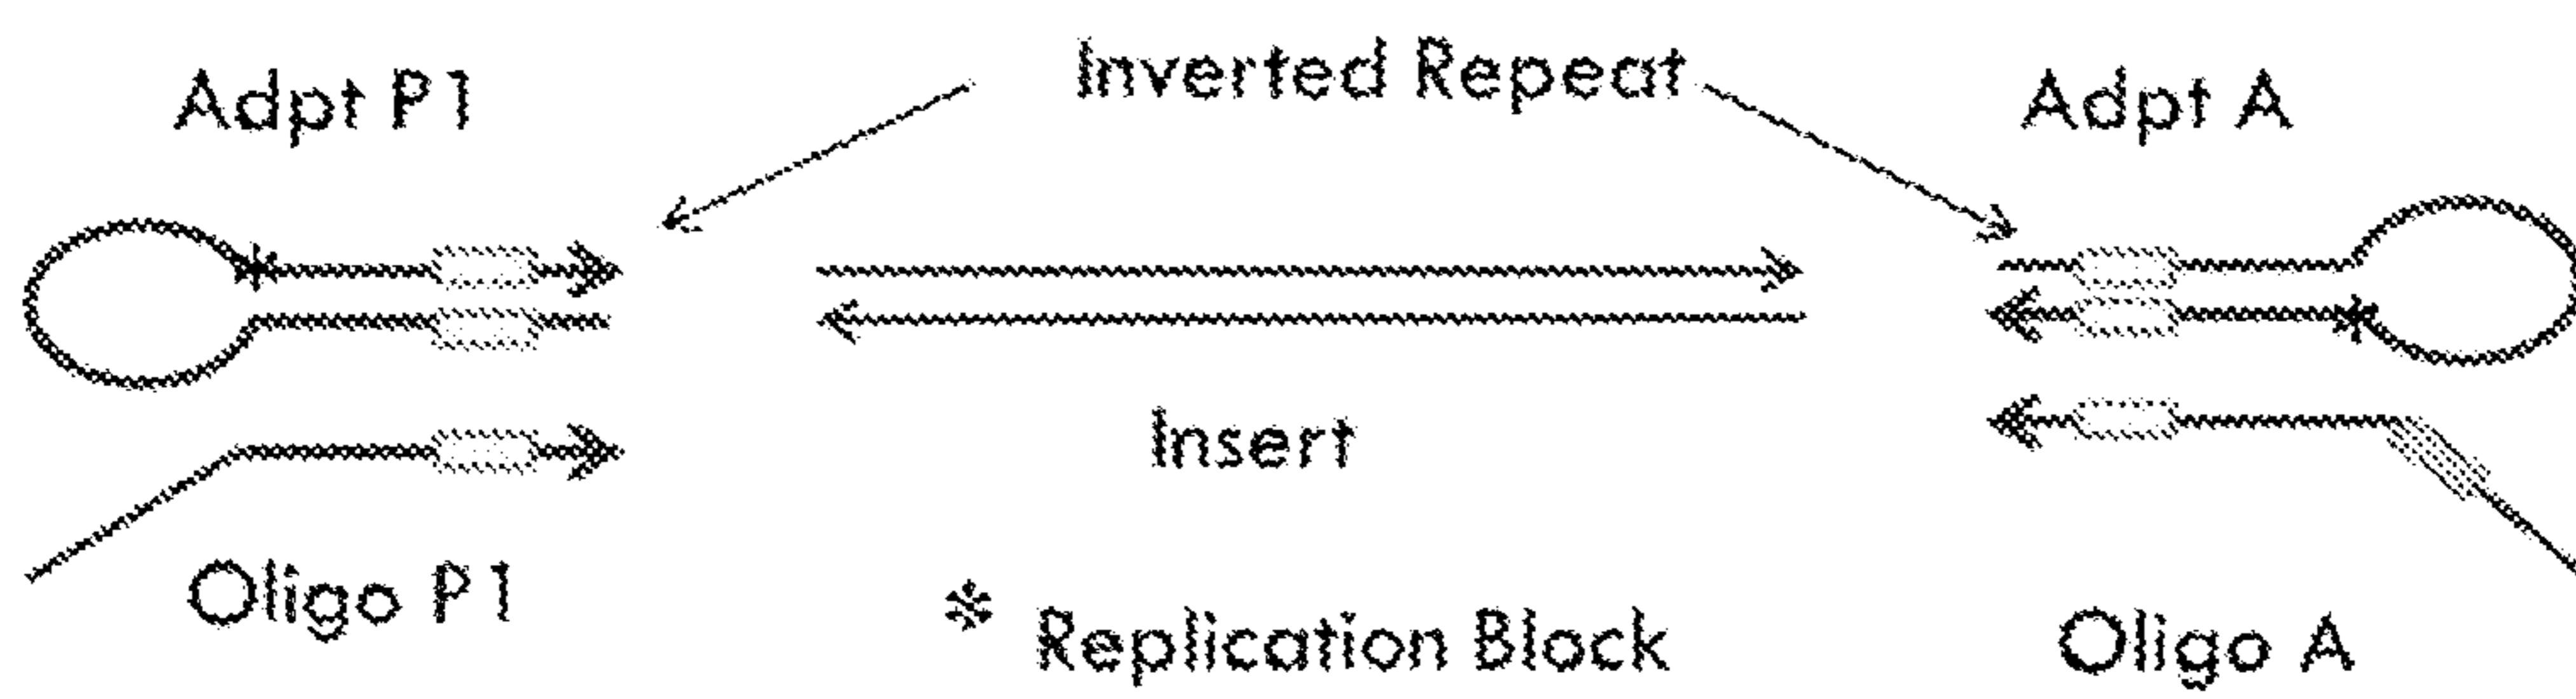 Adpt P1
Inverted Repeat
Adpt A
Insert
Oligo P1
* Replication Block
Oligo A